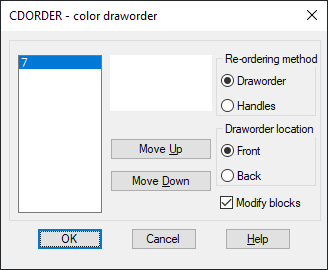 CDORDER - color draworder
7
Re-ordering method
Draworder
Handles
Move Up
Move Down
Draworder location
Front
Back
Modify blocks
OK
Cancel
Help